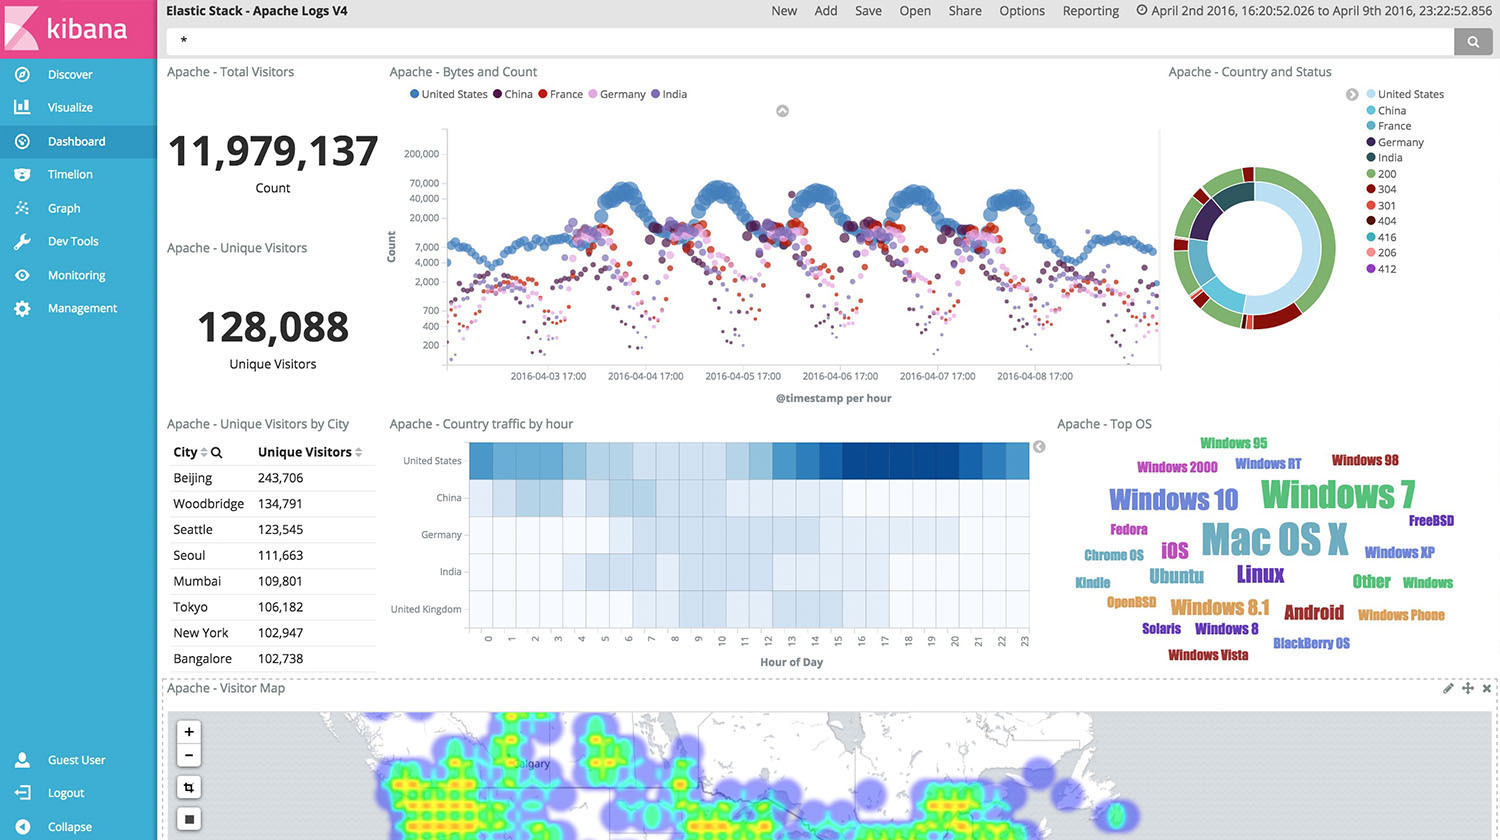 kibana
Discover
Visualize
Dashboard
Timelion
Graph
Dev Tools
Monitoring
Management
Guest User
Logout
Collapse
Elastic Stack - Apache Logs V4
New Add Save Open Share Options Reporting April 2nd 2016, 16:20:52.026 to April 9th 2016, 23:22:52.856
*
Apache - Total Visitors
11,979,137
Count
Apache - Unique Visitors
128,088
Unique Visitors
Apache - Bytes and Count
United States China France Germany India
Count
200,000
70,000
40,000
20,000
7,000
4,000
2,000
700
400
200
2016-04-03 17:00 2016-04-04 17:00 2016-04-05 17:00 2016-04-06 17:00 2016-04-07 17:00 2016-04-08 17:00
@timestamp per hour
Apache - Country and Status
United States
China
France
Germany
India
200
304
301
404
416
206
412
Apache - Unique Visitors by City
City Unique Visitors
Beijing 243,706
Woodbridge 134,791
Seattle 123,545
Seoul 111,663
Mumbai 109,801
Tokyo 106,182
New York 102,947
Bangalore 102,738
Apache - Country traffic by hour
United States
China
Germany
India
United Kingdom
0 1 2 3 4 5 6 7 8 9 10 11 12 13 14 15 16 17 18 19 20 21 22 23
Hour of Day
Apache - Top OS
Windows 95
Windows 2000 Windows RT Windows 98
Windows 10 Windows 7
Fedora FreeBSD
Mac OS X
Chrome OS iOS Windows XP
Kindle Ubuntu Linux Other Windows
OpenBSD Windows 8.1 Android Windows Phone
Solaris Windows 8 BlackBerry OS
Windows Vista
Apache - Visitor Map
+
−
Calgary